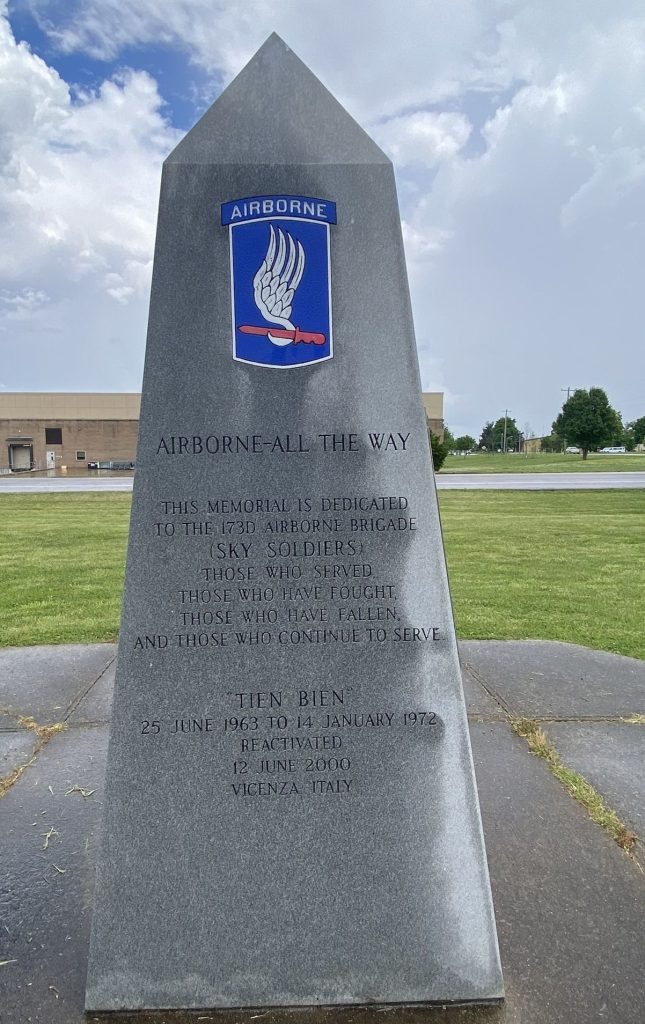 AIRBORNE
AIRBORNE-ALL THE WAY
THIS MEMORIAL IS DEDICATED
TO THE 173D AIRBORNE BRIGADE
(SKY SOLDIERS)
THOSE WHO SERVED,
THOSE WHO HAVE FOUGHT,
THOSE WHO HAVE FALLEN,
AND THOSE WHO CONTINUE TO SERVE.
"TIEN BIEN"
25 JUNE 1963 TO 14 JANUARY 1972
REACTIVATED
12 JUNE 2000
VICENZA, ITALY